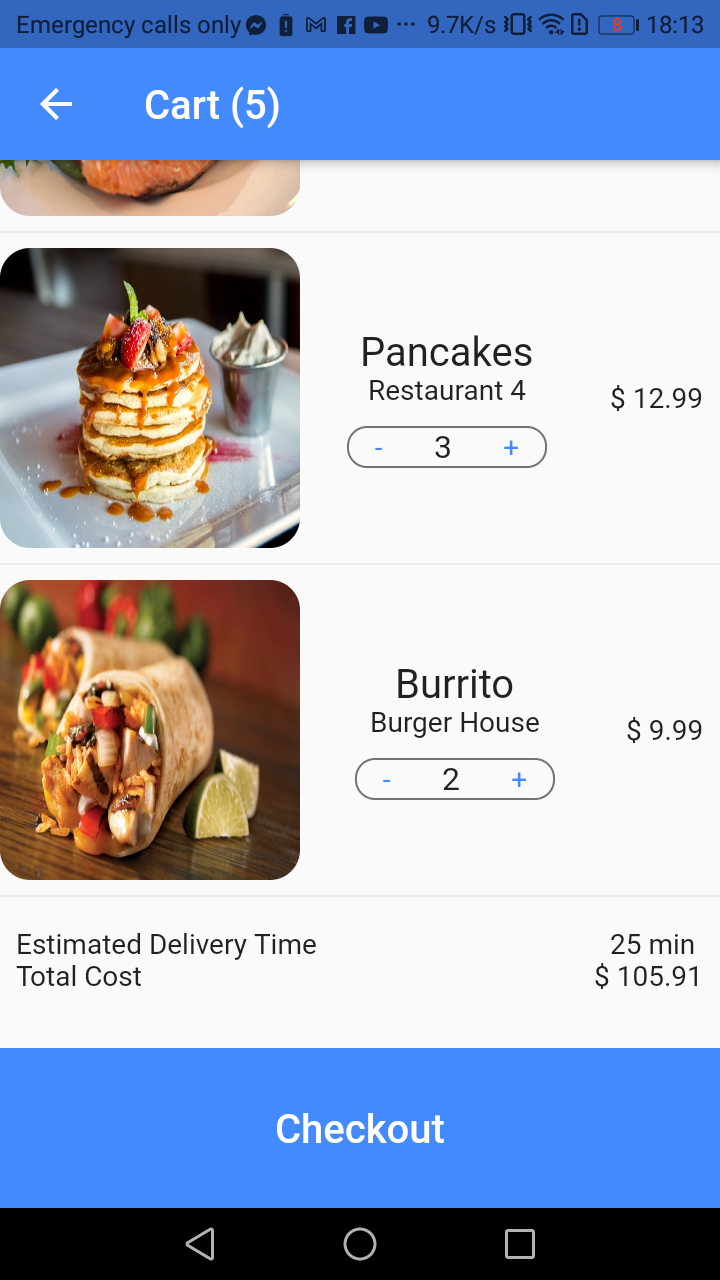 Emergency calls only ... 9.7K/s 8 18:13
Cart (5)
Pancakes
Restaurant 4
$ 12.99
- 3 +
Burrito
Burger House
$ 9.99
- 2 +
Estimated Delivery Time 25 min
Total Cost $ 105.91
Checkout